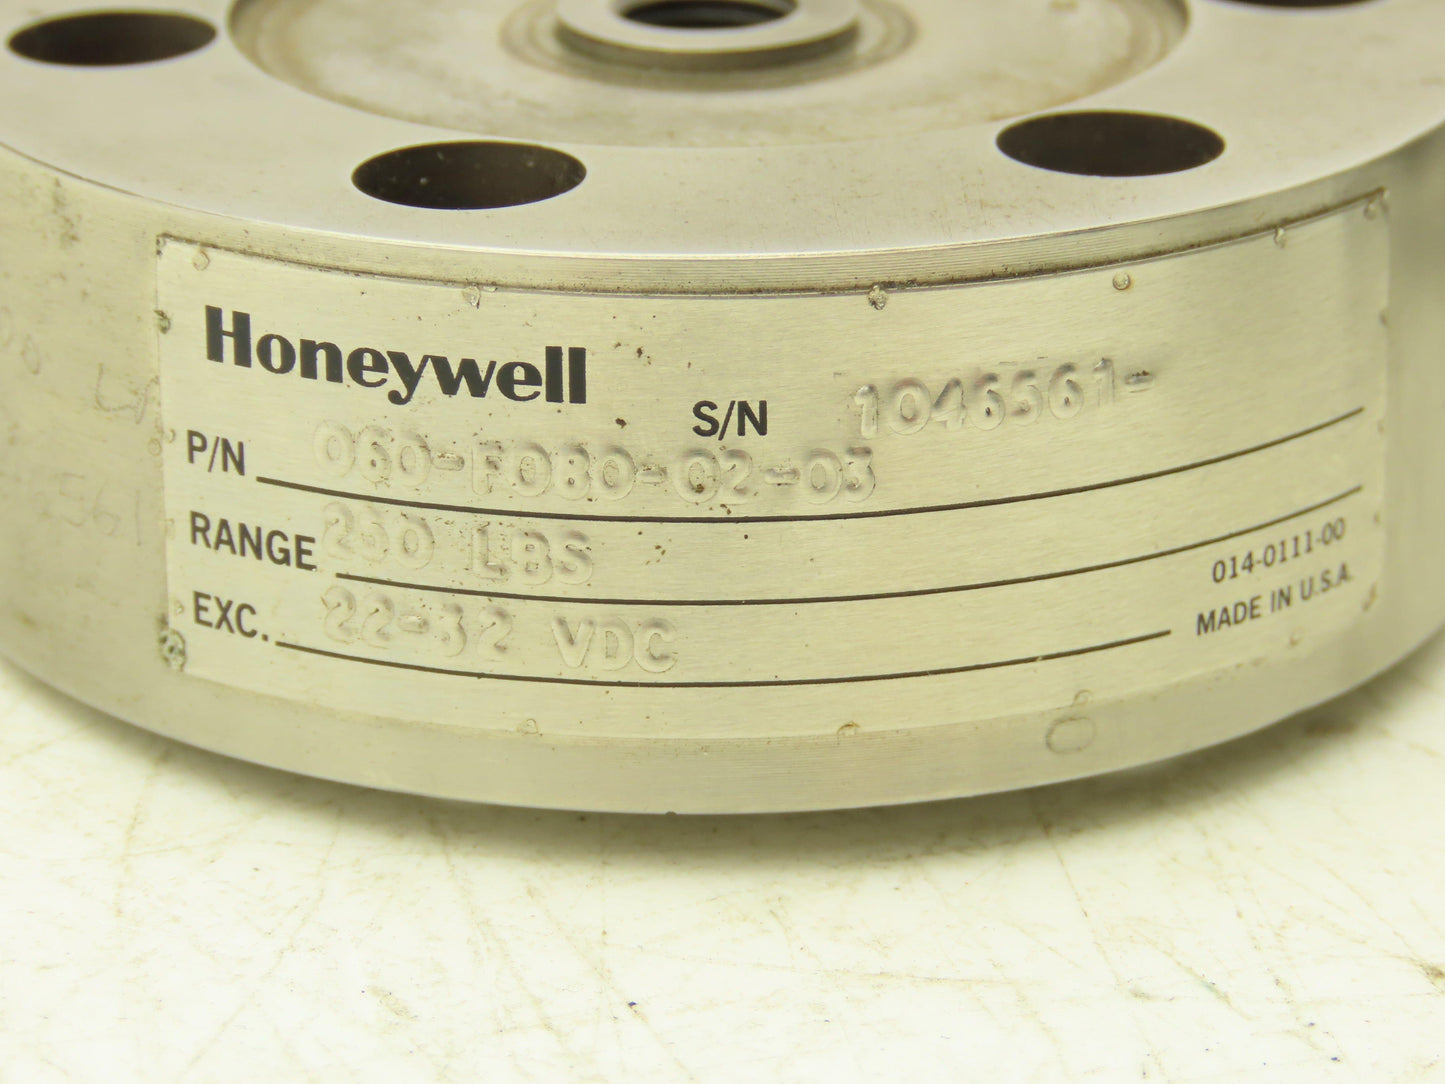 Honeywell
S/N 1046561-
P/N 060-F080-02-03
RANGE 250 LBS
EXC. 22-32 VDC
014-0111-00
MADE IN U.S.A.